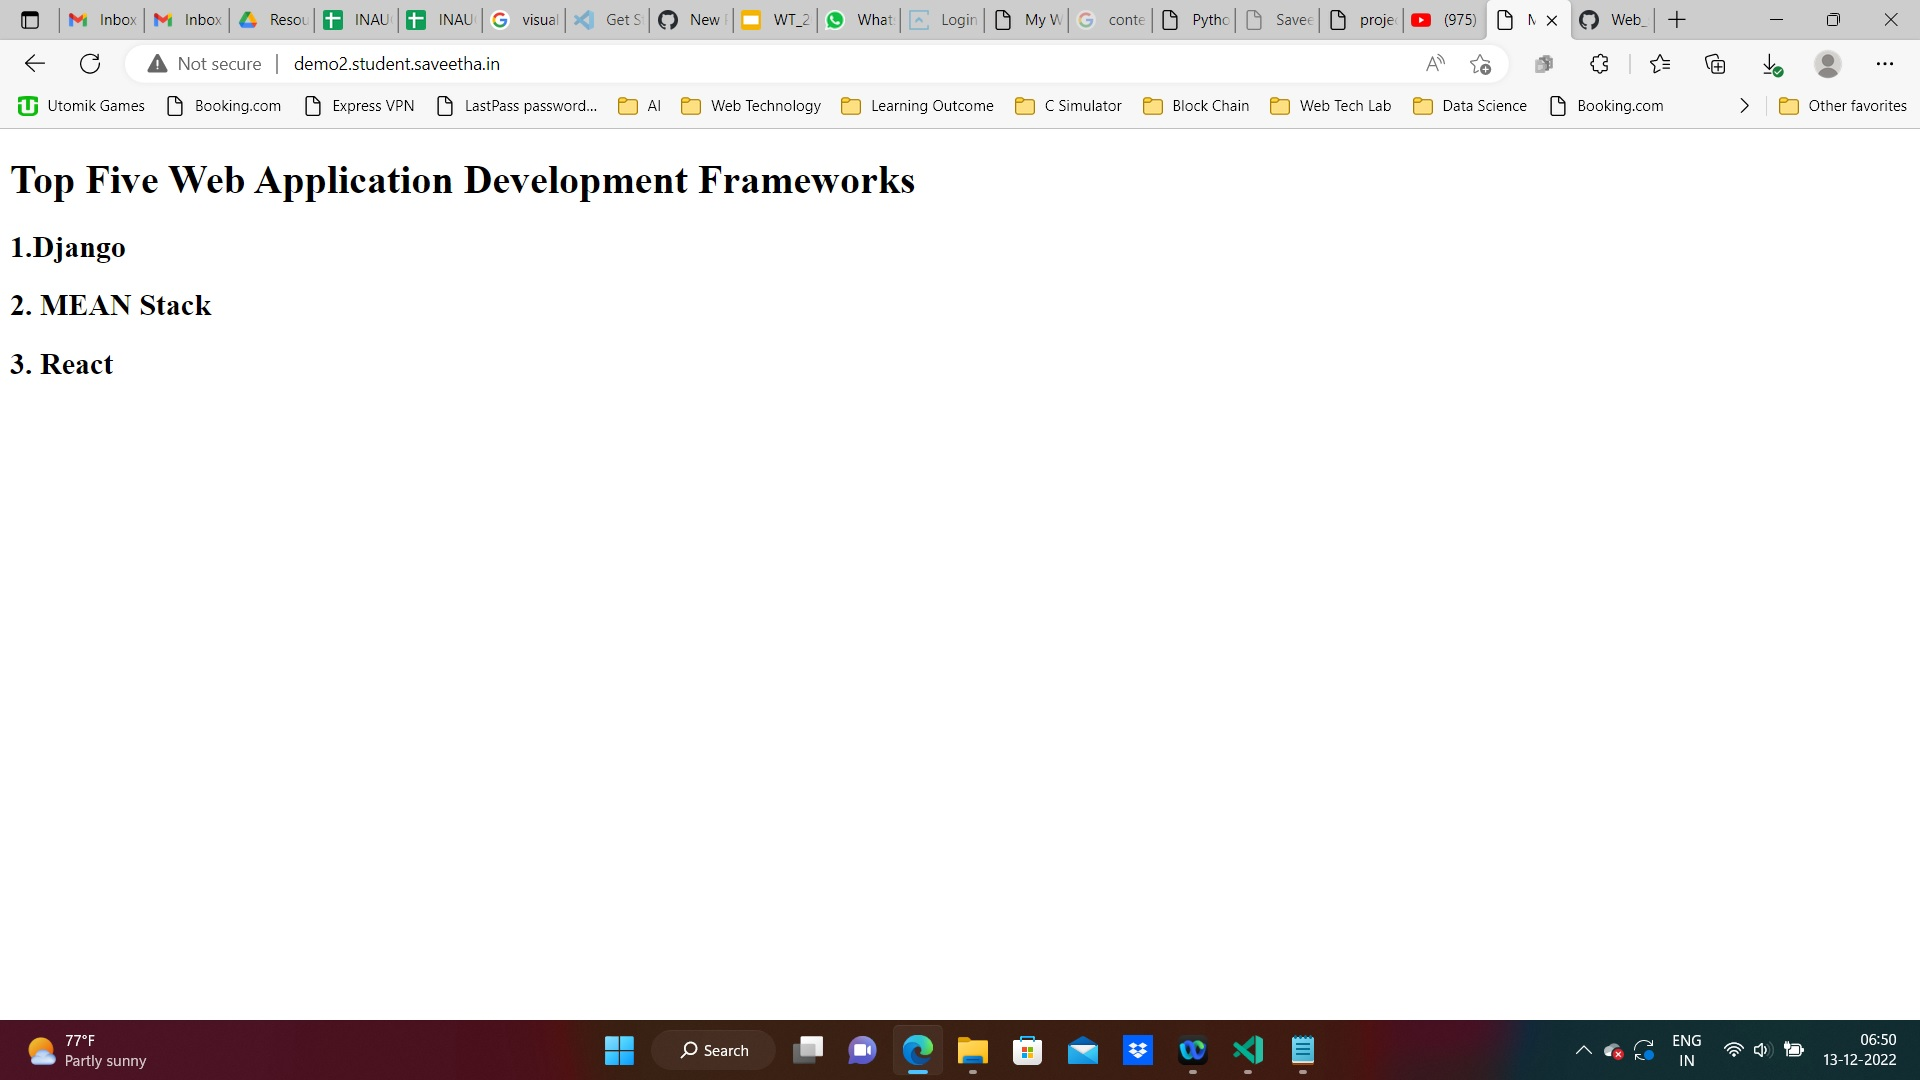 Inbox Inbox Resou INAU INAU visual Get S New WT_2 What Login My W conte Pytho Savee projec (975) Web_
Not secure demo2.student.saveetha.in
Utomik Games Booking.com Express VPN LastPass password... AI Web Technology Learning Outcome C Simulator Block Chain Web Tech Lab Data Science Booking.com Other favorites
Top Five Web Application Development Frameworks
1.Django
2. MEAN Stack
3. React
77°F
Partly sunny
Search
ENG
IN
06:50
13-12-2022